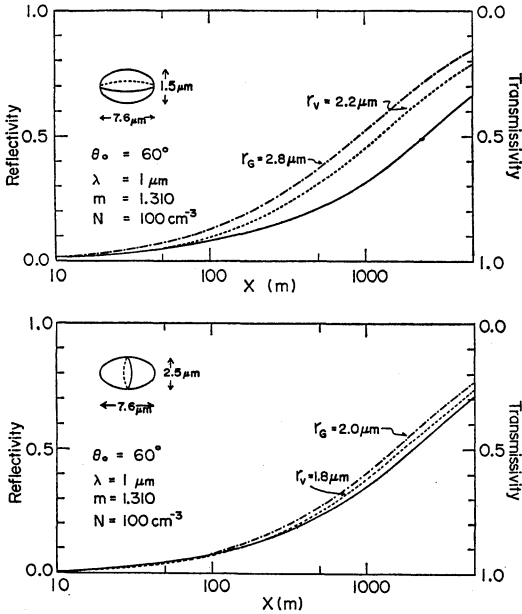 1.0
0.5
0.0
Reflectivity
0.0
0.5
1.0
Transmissivity
1.5μm
7.6μm
θ₀ = 60°
λ = 1 μm
m = 1.310
N = 100 cm⁻³
r_V = 2.2μm
r_G = 2.8μm
10
100
1000
X (m)
1.0
0.5
0.0
Reflectivity
0.0
0.5
1.0
Transmissivity
2.5μm
7.6μm
θ₀ = 60°
λ = 1 μm
m = 1.310
N = 100 cm⁻³
r_G = 2.0μm
r_V = 1.8μm
10
100
1000
X (m)